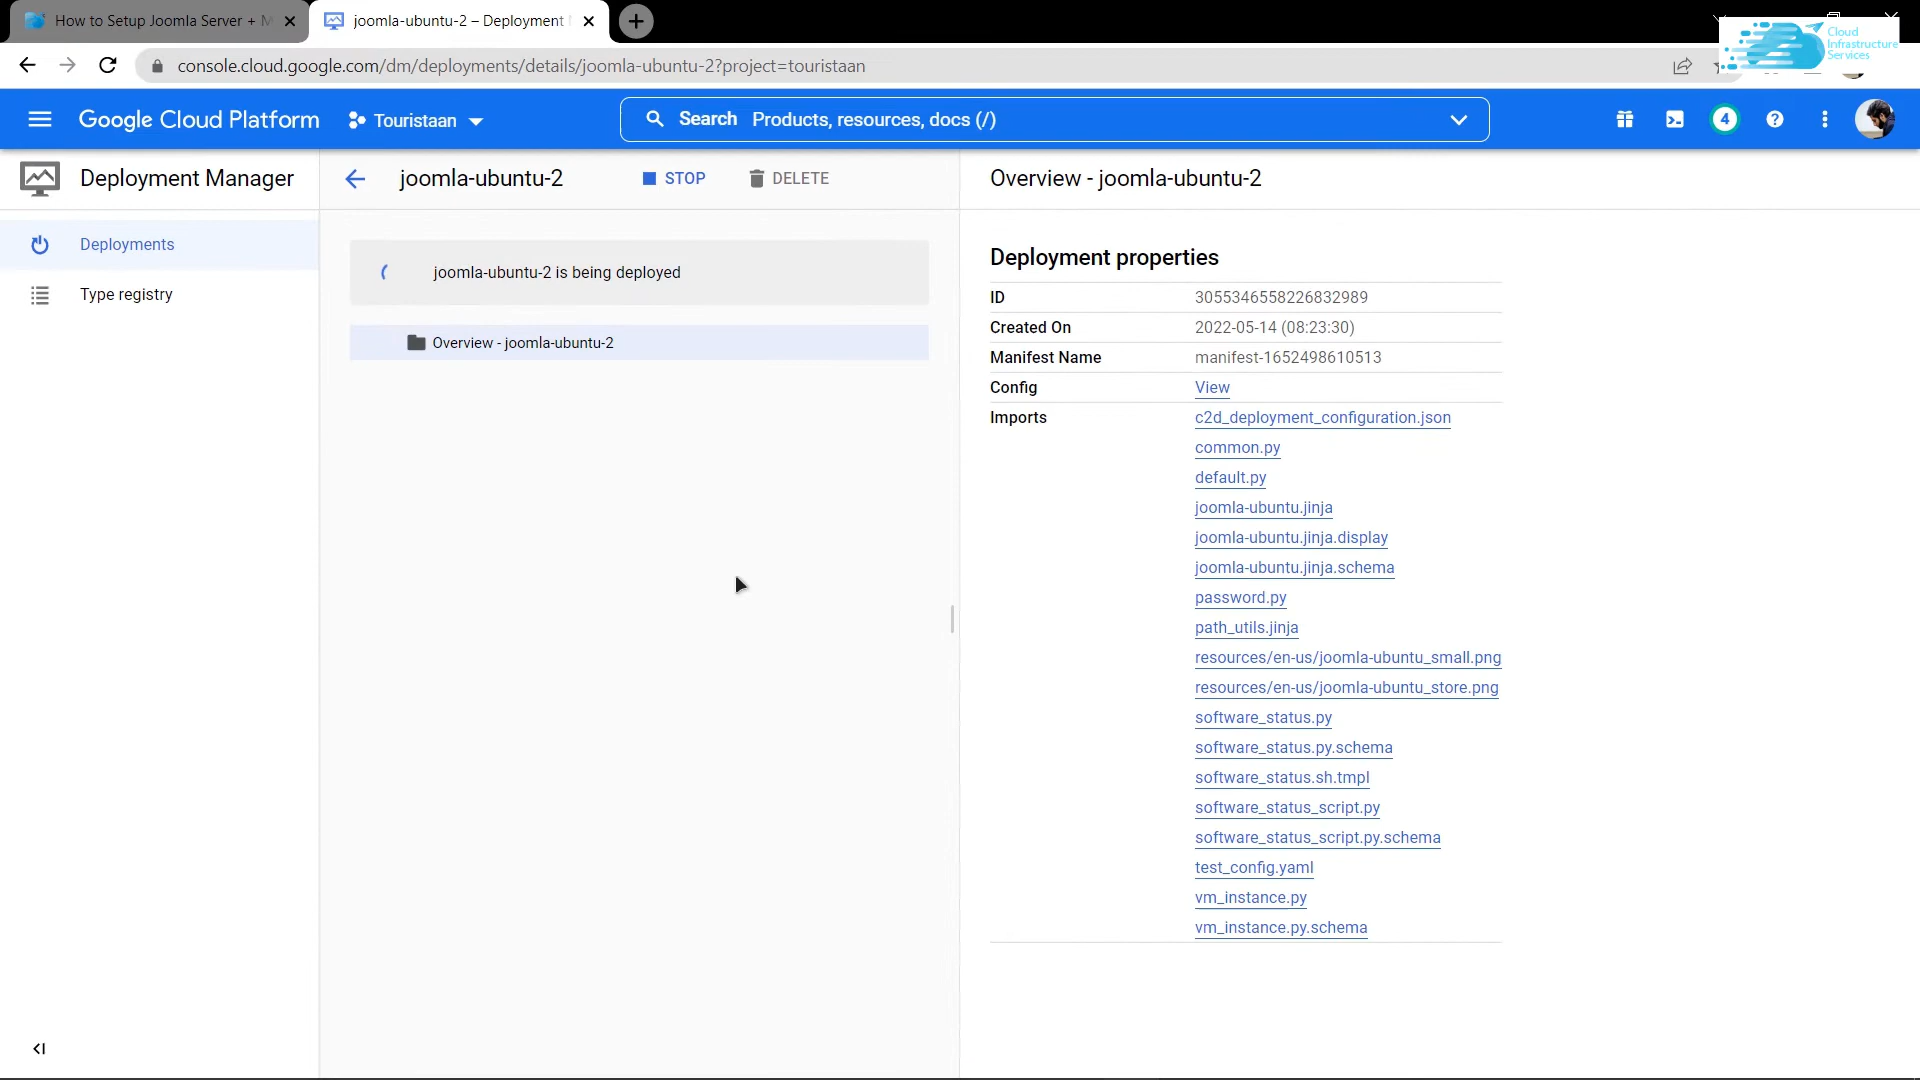 How to Setup Joomla Server + M
joomla-ubuntu-2 – Deployment
console.cloud.google.com/dm/deployments/details/joomla-ubuntu-2?project=touristaan
Cloud
Infrastructure
Services
Google Cloud Platform
Touristaan
Search Products, resources, docs (/)
4
?
Deployment Manager
joomla-ubuntu-2
STOP
DELETE
Overview - joomla-ubuntu-2
Deployments
Type registry
joomla-ubuntu-2 is being deployed
Overview - joomla-ubuntu-2
Deployment properties
ID 3055346558226832989
Created On 2022-05-14 (08:23:30)
Manifest Name manifest-1652498610513
Config View
Imports c2d_deployment_configuration.json
common.py
default.py
joomla-ubuntu.jinja
joomla-ubuntu.jinja.display
joomla-ubuntu.jinja.schema
password.py
path_utils.jinja
resources/en-us/joomla-ubuntu_small.png
resources/en-us/joomla-ubuntu_store.png
software_status.py
software_status.py.schema
software_status.sh.tmpl
software_status_script.py
software_status_script.py.schema
test_config.yaml
vm_instance.py
vm_instance.py.schema